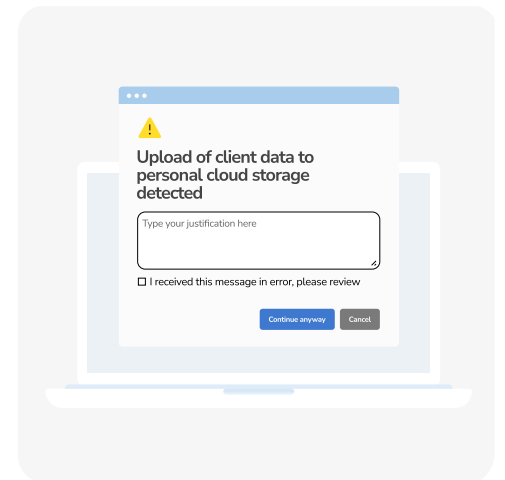 Upload of client data to
personal cloud storage
detected
Type your justification here
I received this message in error, please review
Continue anyway
Cancel